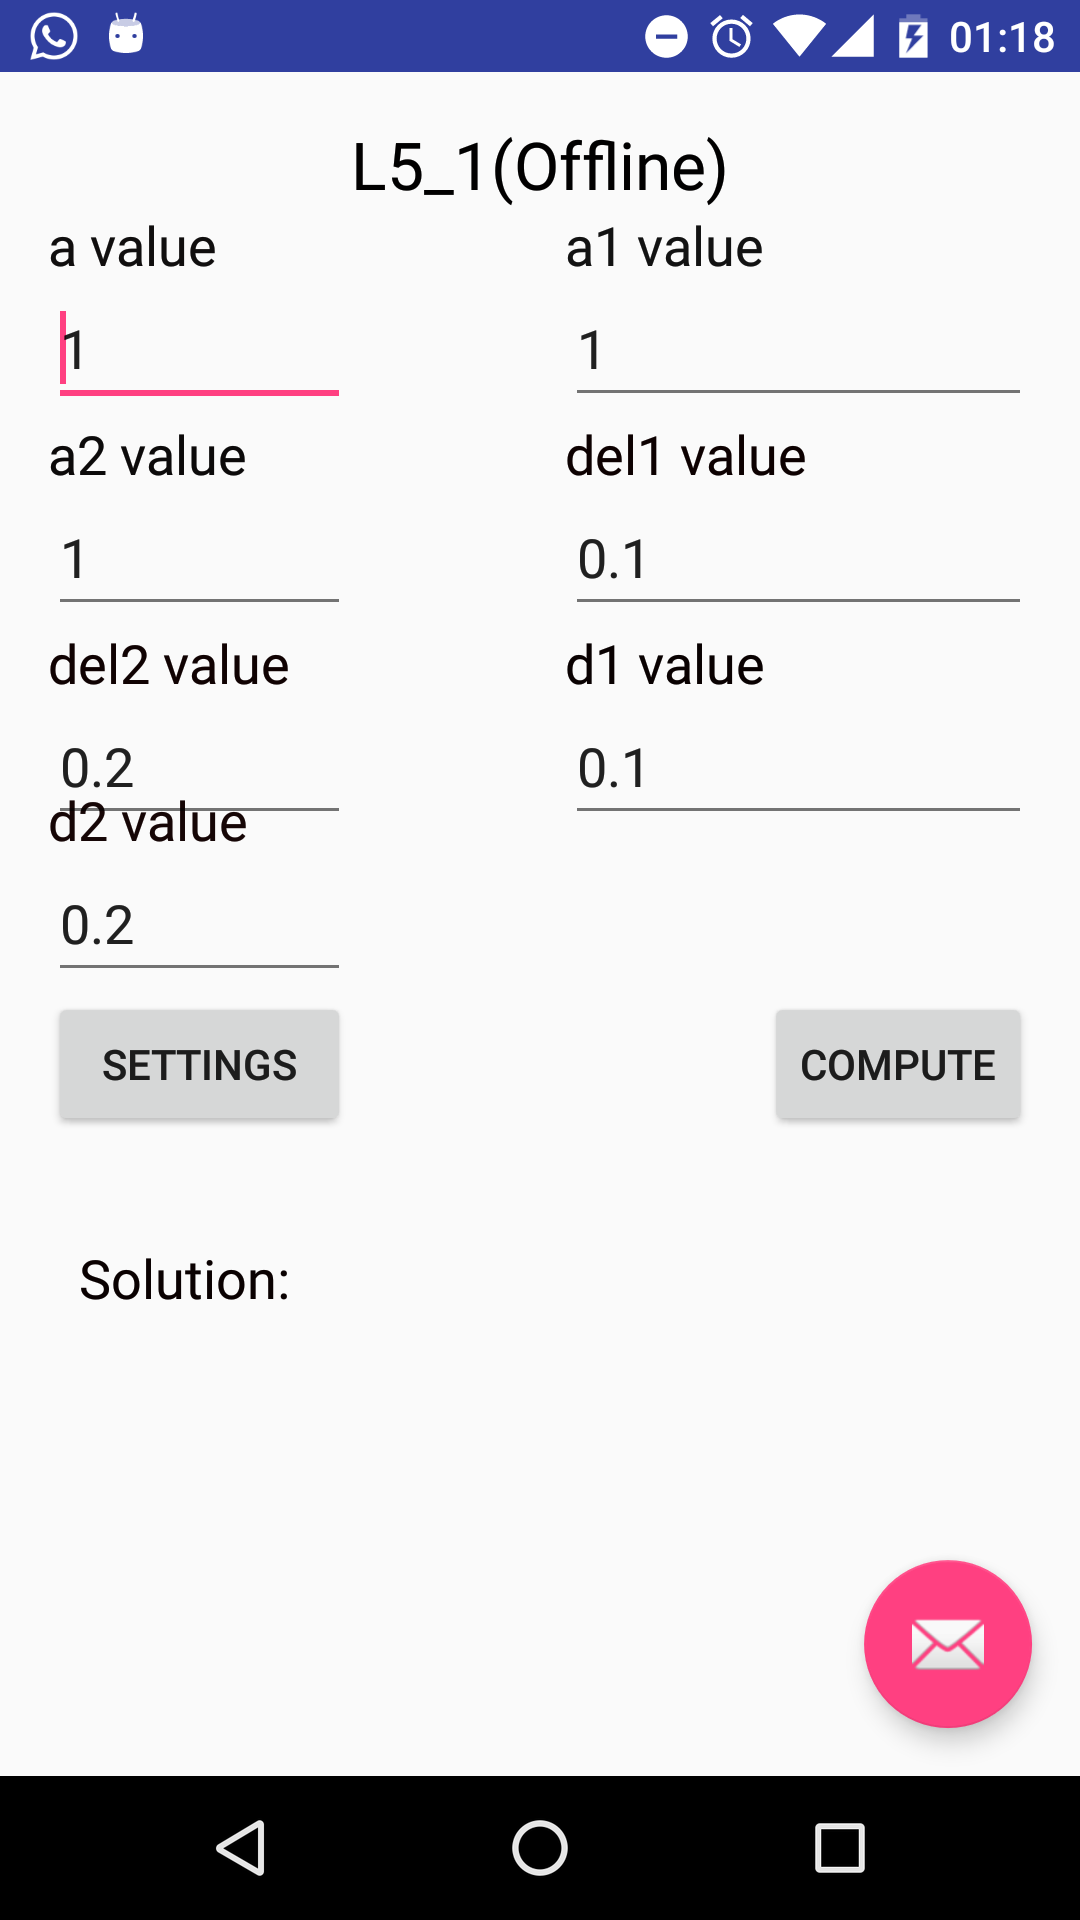 01:18
L5_1(Offline)
a value
a1 value
1
1
a2 value
del1 value
1
0.1
del2 value
d1 value
0.2
0.1
d2 value
0.2
SETTINGS
COMPUTE
Solution: